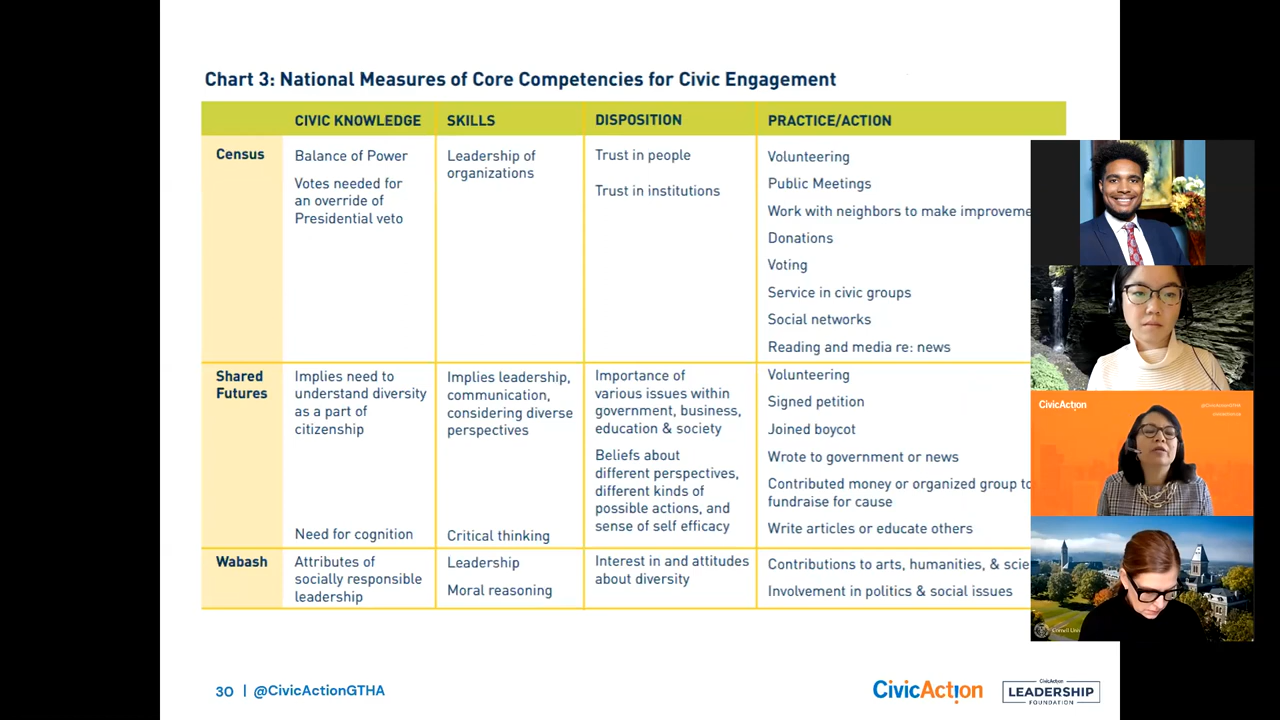 Chart 3: National Measures of Core Competencies for Civic Engagement
CIVIC KNOWLEDGE
SKILLS
DISPOSITION
PRACTICE/ACTION
Census
Balance of Power
Votes needed for
an override of
Presidential veto
Leadership of
organizations
Trust in people
Trust in institutions
Volunteering
Public Meetings
Work with neighbors to make improveme
Donations
Voting
Service in civic groups
Social networks
Reading and media re: news
Shared
Futures
Implies need to
understand diversity
as a part of
citizenship
Need for cognition
Implies leadership,
communication,
considering diverse
perspectives
Critical thinking
Importance of
various issues within
government, business,
education & society
Beliefs about
different perspectives,
different kinds of
possible actions, and
sense of self efficacy
Volunteering
Signed petition
Joined boycot
Wrote to government or news
Contributed money or organized group to
fundraise for cause
Write articles or educate others
Wabash
Attributes of
socially responsible
leadership
Leadership
Moral reasoning
Interest in and attitudes
about diversity
Contributions to arts, humanities, & scie
Involvement in politics & social issues
CivicAction
@CivicActionGTHA
Cornell Uni
30 | @CivicActionGTHA
CivicAction
CivicAction
LEADERSHIP
FOUNDATION